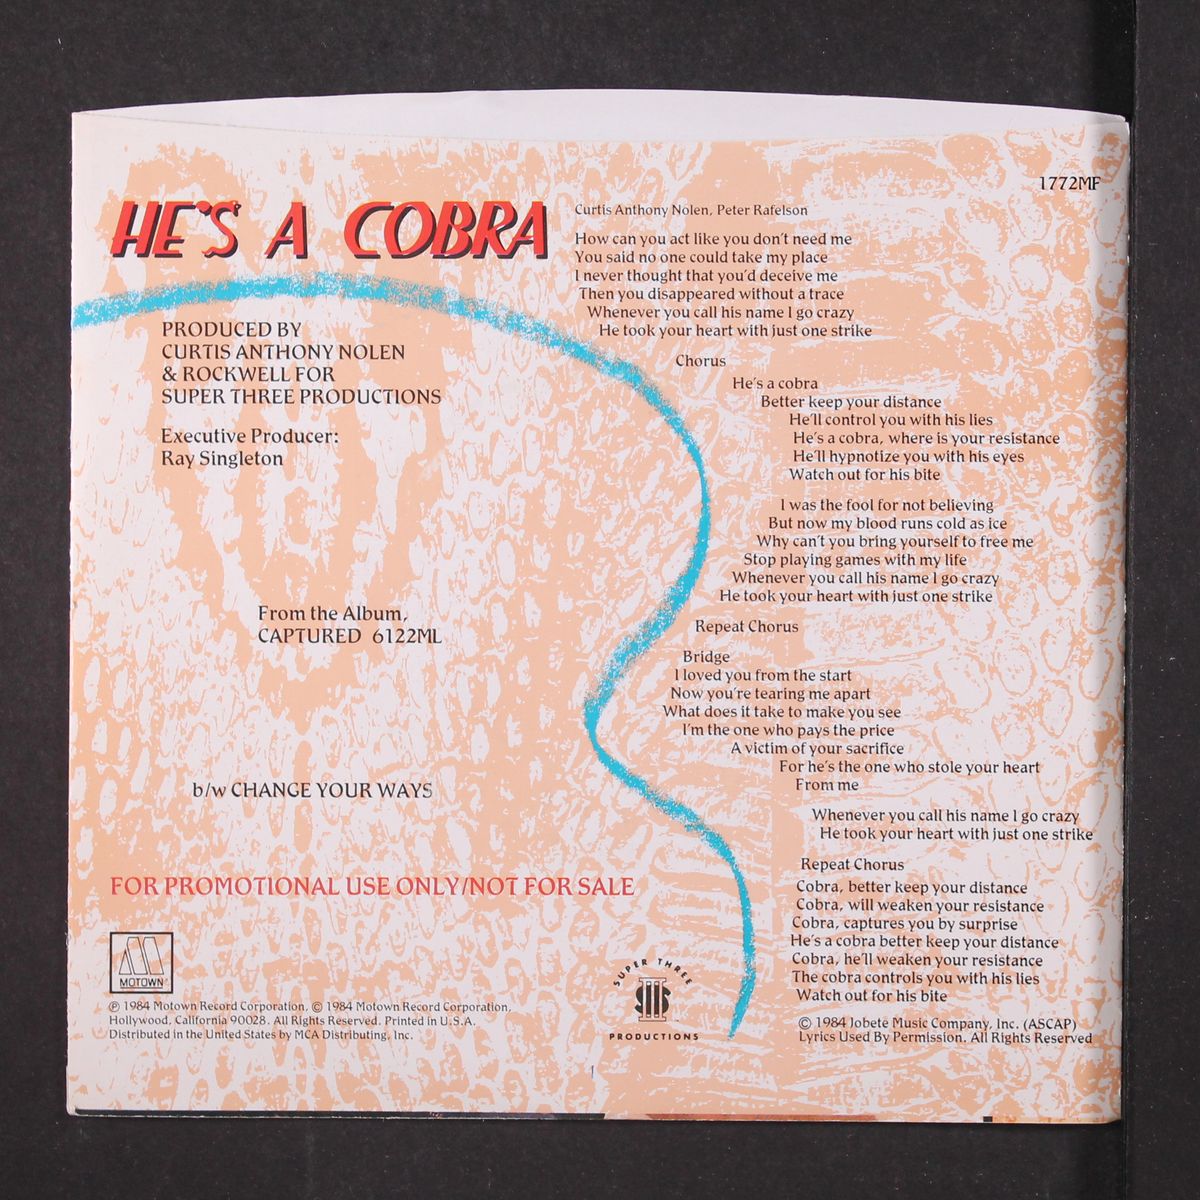 1772MF
HE'S A COBRA
PRODUCED BY
CURTIS ANTHONY NOLEN
& ROCKWELL FOR
SUPER THREE PRODUCTIONS
Executive Producer:
Ray Singleton
From the Album,
CAPTURED 6122ML
b/w CHANGE YOUR WAYS
FOR PROMOTIONAL USE ONLY/NOT FOR SALE
MOTOWN
℗ 1984 Motown Record Corporation, © 1984 Motown Record Corporation,
Hollywood, California 90028. All Rights Reserved. Printed in U.S.A.
Distributed in the United States by MCA Distributing, Inc.
SUPER THREE
PRODUCTIONS
Curtis Anthony Nolen, Peter Rafelson
How can you act like you don't need me
You said no one could take my place
I never thought that you'd deceive me
Then you disappeared without a trace
Whenever you call his name I go crazy
He took your heart with just one strike
Chorus
He's a cobra
Better keep your distance
He'll control you with his lies
He's a cobra, where is your resistance
He'll hypnotize you with his eyes
Watch out for his bite
I was the fool for not believing
But now my blood runs cold as ice
Why can't you bring yourself to free me
Stop playing games with my life
Whenever you call his name I go crazy
He took your heart with just one strike
Repeat Chorus
Bridge
I loved you from the start
Now you're tearing me apart
What does it take to make you see
I'm the one who pays the price
A victim of your sacrifice
For he's the one who stole your heart
From me
Whenever you call his name I go crazy
He took your heart with just one strike
Repeat Chorus
Cobra, better keep your distance
Cobra, will weaken your resistance
Cobra, captures you by surprise
He's a cobra better keep your distance
Cobra, he'll weaken your resistance
The cobra controls you with his lies
Watch out for his bite
© 1984 Jobete Music Company, Inc. (ASCAP)
Lyrics Used By Permission. All Rights Reserved